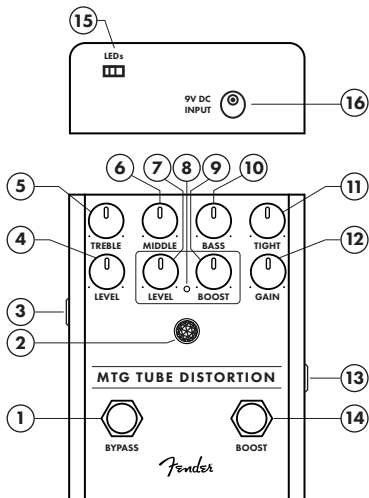 15
LEDs
9V DC
INPUT
16
6 7 8 9 10
5 11
TREBLE MIDDLE BASS TIGHT
4 12
LEVEL LEVEL BOOST GAIN
3
2
MTG TUBE DISTORTION
13
1 14
BYPASS BOOST
Fender